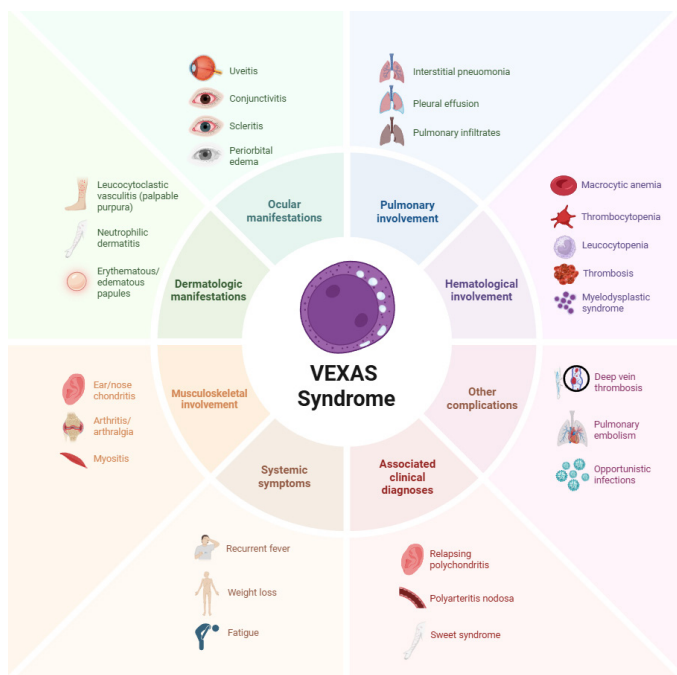 Uveitis
Conjunctivitis
Scleritis
Periorbital
edema
Interstitial pneuomonia
Pleural effusion
Pulmonary infiltrates
Leucocytoclastic
vasculitis (palpable
purpura)
Neutrophilic
dermatitis
Erythematous/
edematous
papules
Macrocytic anemia
Thrombocytopenia
Leucocytopenia
Thrombosis
Myelodysplastic
syndrome
Ocular
manifestations
Pulmonary
involvement
Dermatologic
manifestations
Hematological
involvement
VEXAS
Syndrome
Musculoskeletal
involvement
Other
complications
Systemic
symptoms
Associated
clinical
diagnoses
Ear/nose
chondritis
Arthritis/
arthralgia
Myositis
Deep vein
thrombosis
Pulmonary
embolism
Opportunistic
infections
Recurrent fever
Weight loss
Fatigue
Relapsing
polychondritis
Polyarteritis nodosa
Sweet syndrome